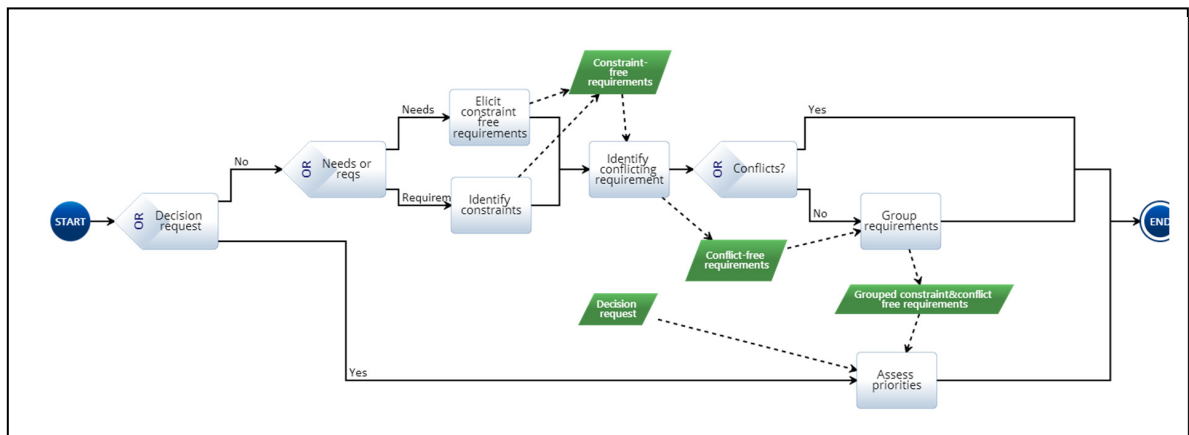 Constraint-
free
requirements
Needs
Elicit
constraint
free
requirements
Yes
No
OR
Needs or
reqs
Identify
conflicting
requirement
OR
Conflicts?
Requirem
Identify
constraints
START
OR
Decision
request
No
Group
requirements
END
Conflict-free
requirements
Decision
request
Grouped constraint&conflict
free requirements
Yes
Assess
priorities